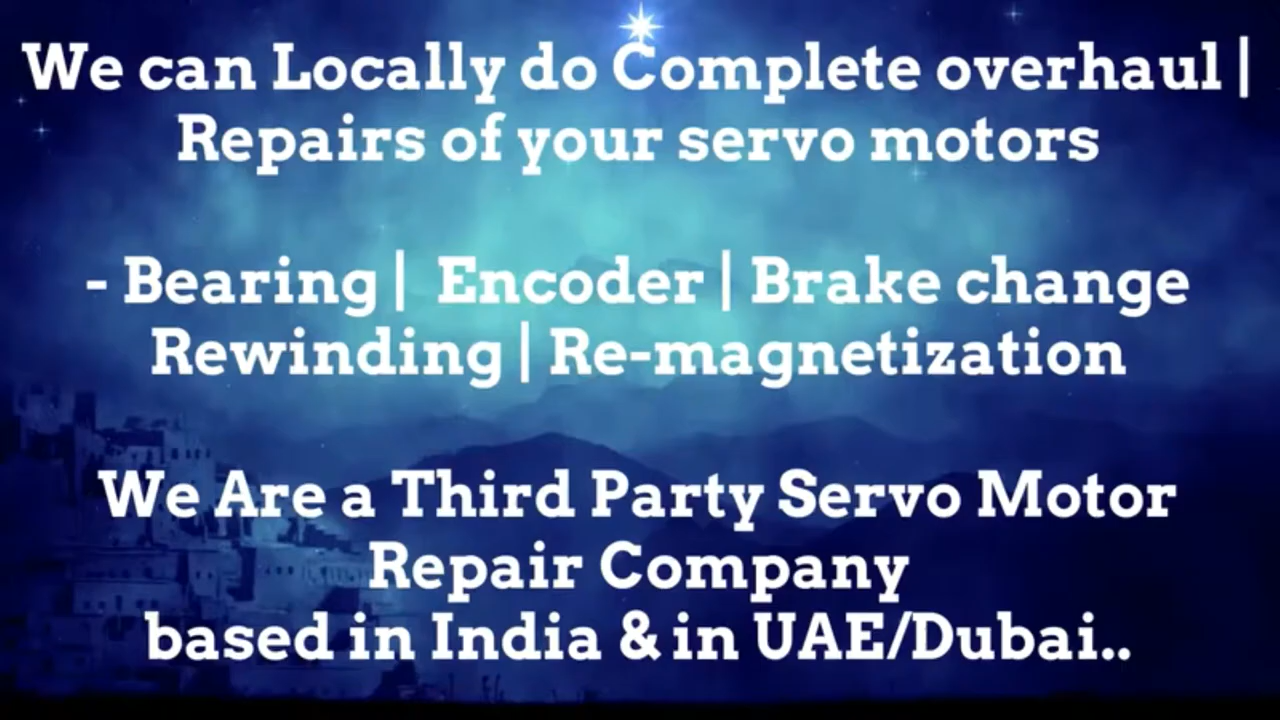 We can Locally do Complete overhaul |
Repairs of your servo motors
- Bearing | Encoder | Brake change
Rewinding | Re-magnetization
We Are a Third Party Servo Motor
Repair Company
based in India & in UAE/Dubai..